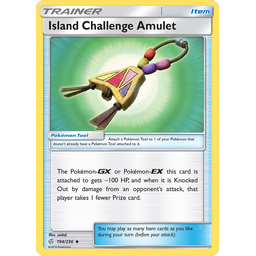 TRAINER
Item
Island Challenge Amulet
Pokémon Tool
Attach a Pokémon Tool to 1 of your Pokémon that
doesn't already have a Pokémon Tool attached to it.
The Pokémon-GX or Pokémon-EX this card is
attached to gets -100 HP, and when it is Knocked
Out by damage from an opponent's attack, that
player takes 1 fewer Prize card.
Illus.
194/236
You may play as many Item cards as you like
during your turn (before your attack).